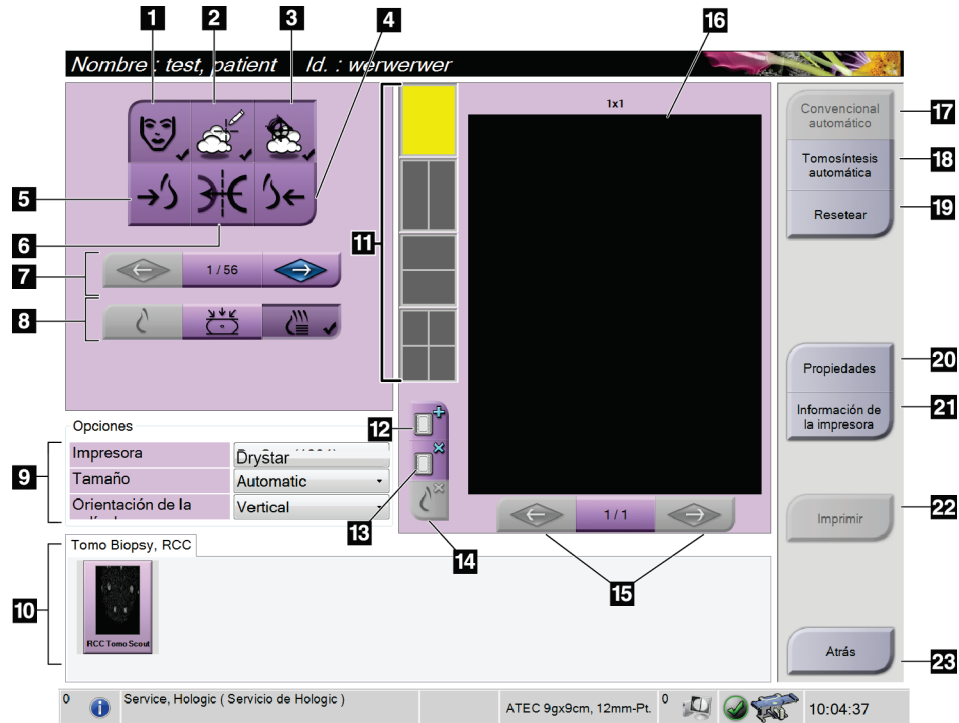 1
2
3
4
16
Nombre : test, patient Id. : werwerwer
1x1
Convencional
automático
17
Tomosíntesis
automática
18
Resetear
19
5
6
11
7
1 / 56
8
Propiedades
20
Información de
la impresora
21
Opciones
12
9
Impresora
Drystar
Tamaño
Automatic
Orientación de la
Vertical
13
14
1 / 1
15
Imprimir
22
10
Tomo Biopsy, RCC
RCC Tomo Scout
Atrás
23
0
Service, Hologic ( Servicio de Hologic )
ATEC 9gx9cm, 12mm-Pt.
0
10:04:37